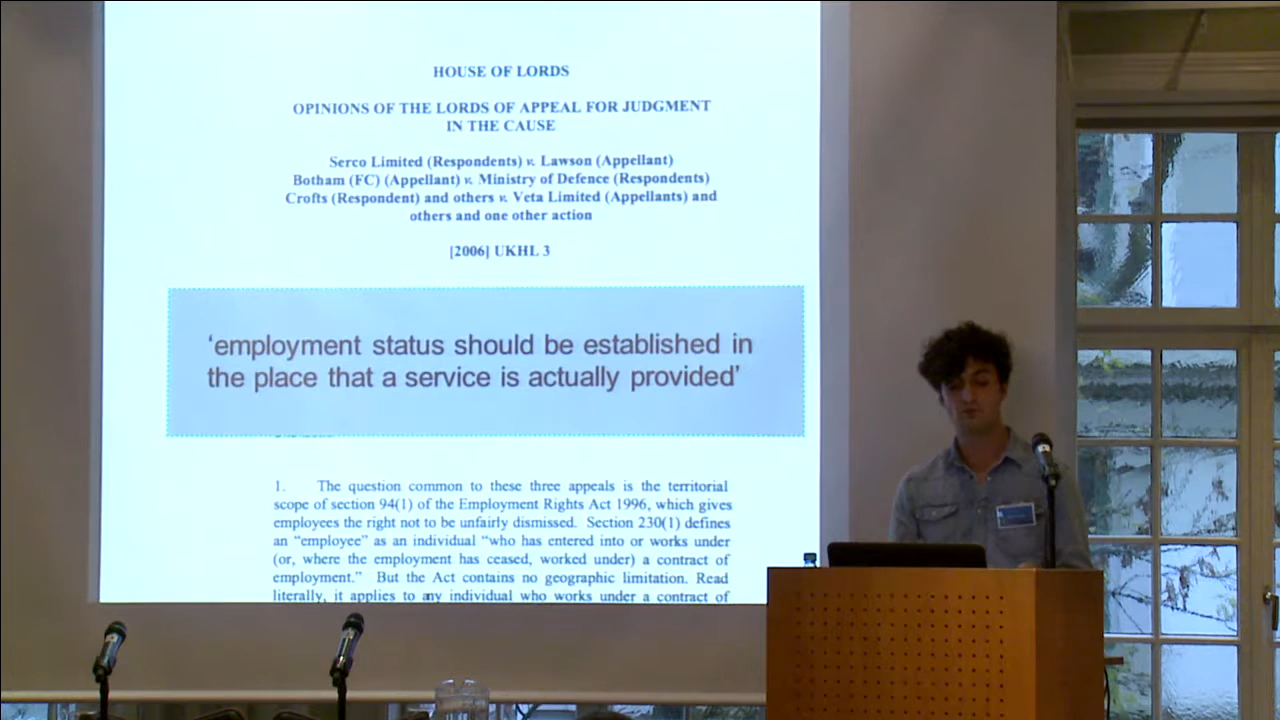 HOUSE OF LORDS
OPINIONS OF THE LORDS OF APPEAL FOR JUDGMENT
IN THE CAUSE
Serco Limited (Respondents) v. Lawson (Appellant)
Botham (FC) (Appellant) v. Ministry of Defence (Respondents)
Crofts (Respondent) and others v. Veta Limited (Appellants) and
others and one other action
[2006] UKHL 3
‘employment status should be established in
the place that a service is actually provided’
1. The question common to these three appeals is the territorial
scope of section 94(1) of the Employment Rights Act 1996, which gives
employees the right not to be unfairly dismissed. Section 230(1) defines
an “employee” as an individual “who has entered into or works under
(or, where the employment has ceased, worked under) a contract of
employment.” But the Act contains no geographic limitation. Read
literally, it applies to any individual who works under a contract of